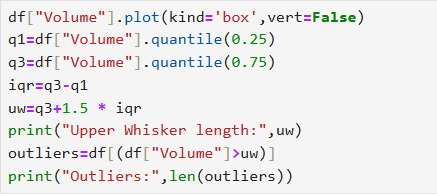 df["Volume"].plot(kind='box',vert=False)
q1=df["Volume"].quantile(0.25)
q3=df["Volume"].quantile(0.75)
iqr=q3-q1
uw=q3+1.5 * iqr
print("Upper Whisker length:",uw)
outliers=df[(df["Volume"]>uw)]
print("Outliers:",len(outliers))